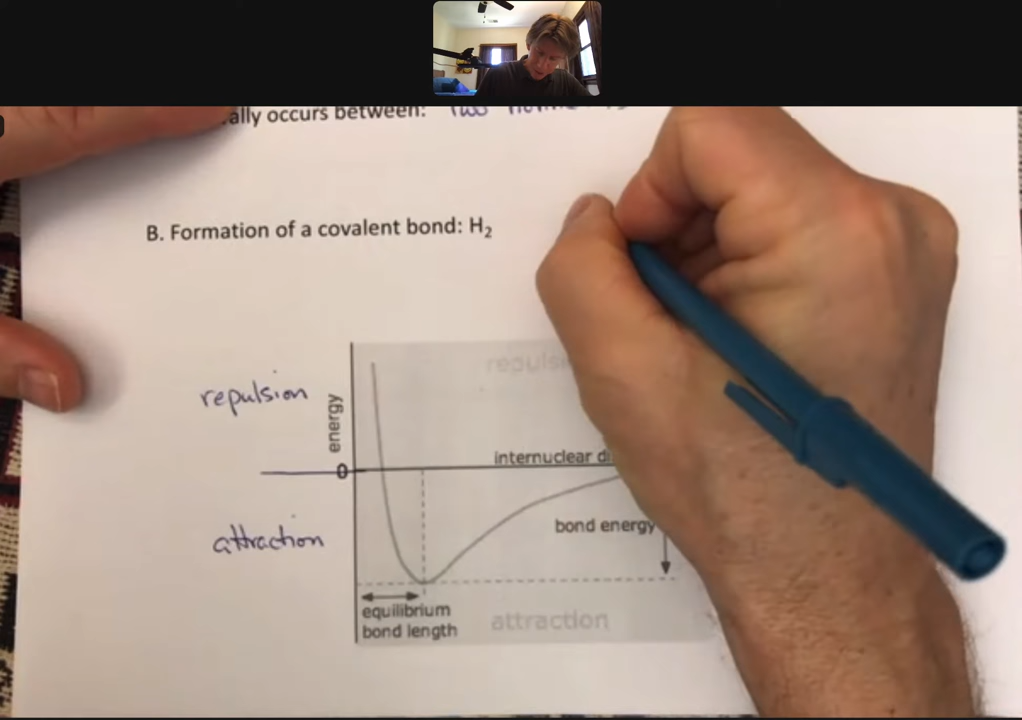 ally occurs between: Two
B. Formation of a covalent bond: H₂
repulsion
energy
0
internuclear di
attraction
bond energy
equilibrium
bond length
attraction